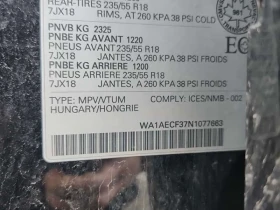 REAR-TIRES 235/55 R18
7JX18 RIMS, AT 260 KPA 38 PSI COLD
PNVB KG 2325
PNBE KG AVANT 1220
PNEUS AVANT 235/55 R18
7JX18 JANTES, A 260 KPA 38 PSI FROIDS
PNBE KG ARRIERE 1200
PNEUS ARRIERE 235/55 R18
7JX18 JANTES, A 260 KPA 38 PSI FROIDS
TYPE: MPV/VTUM COMPLY: ICES/NMB - 002
HUNGARY/HONGRIE
WA1AECF37N1077663